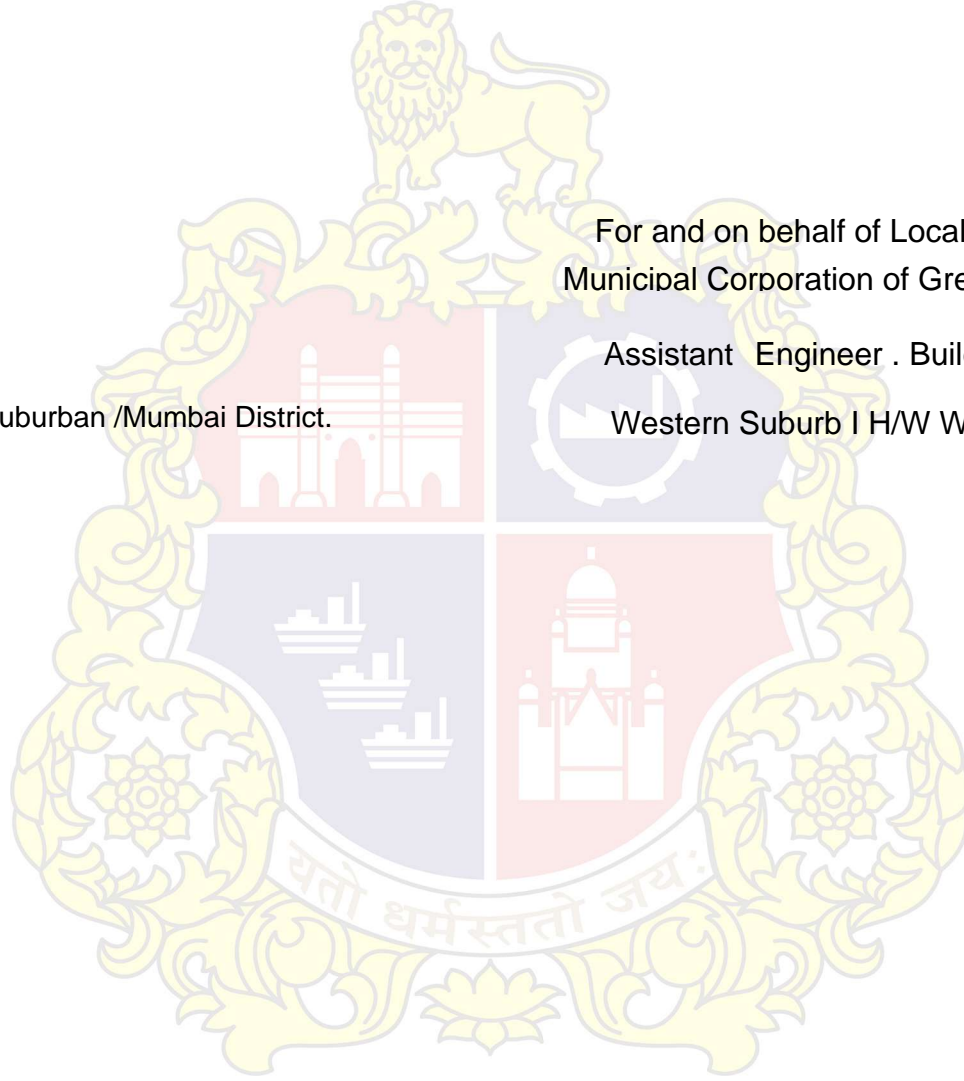 For and on behalf of Local
Municipal Corporation of Gre
Assistant Engineer . Buil
uburban /Mumbai District.
Western Suburb I H/W W
यतो धर्मस्ततो जय: